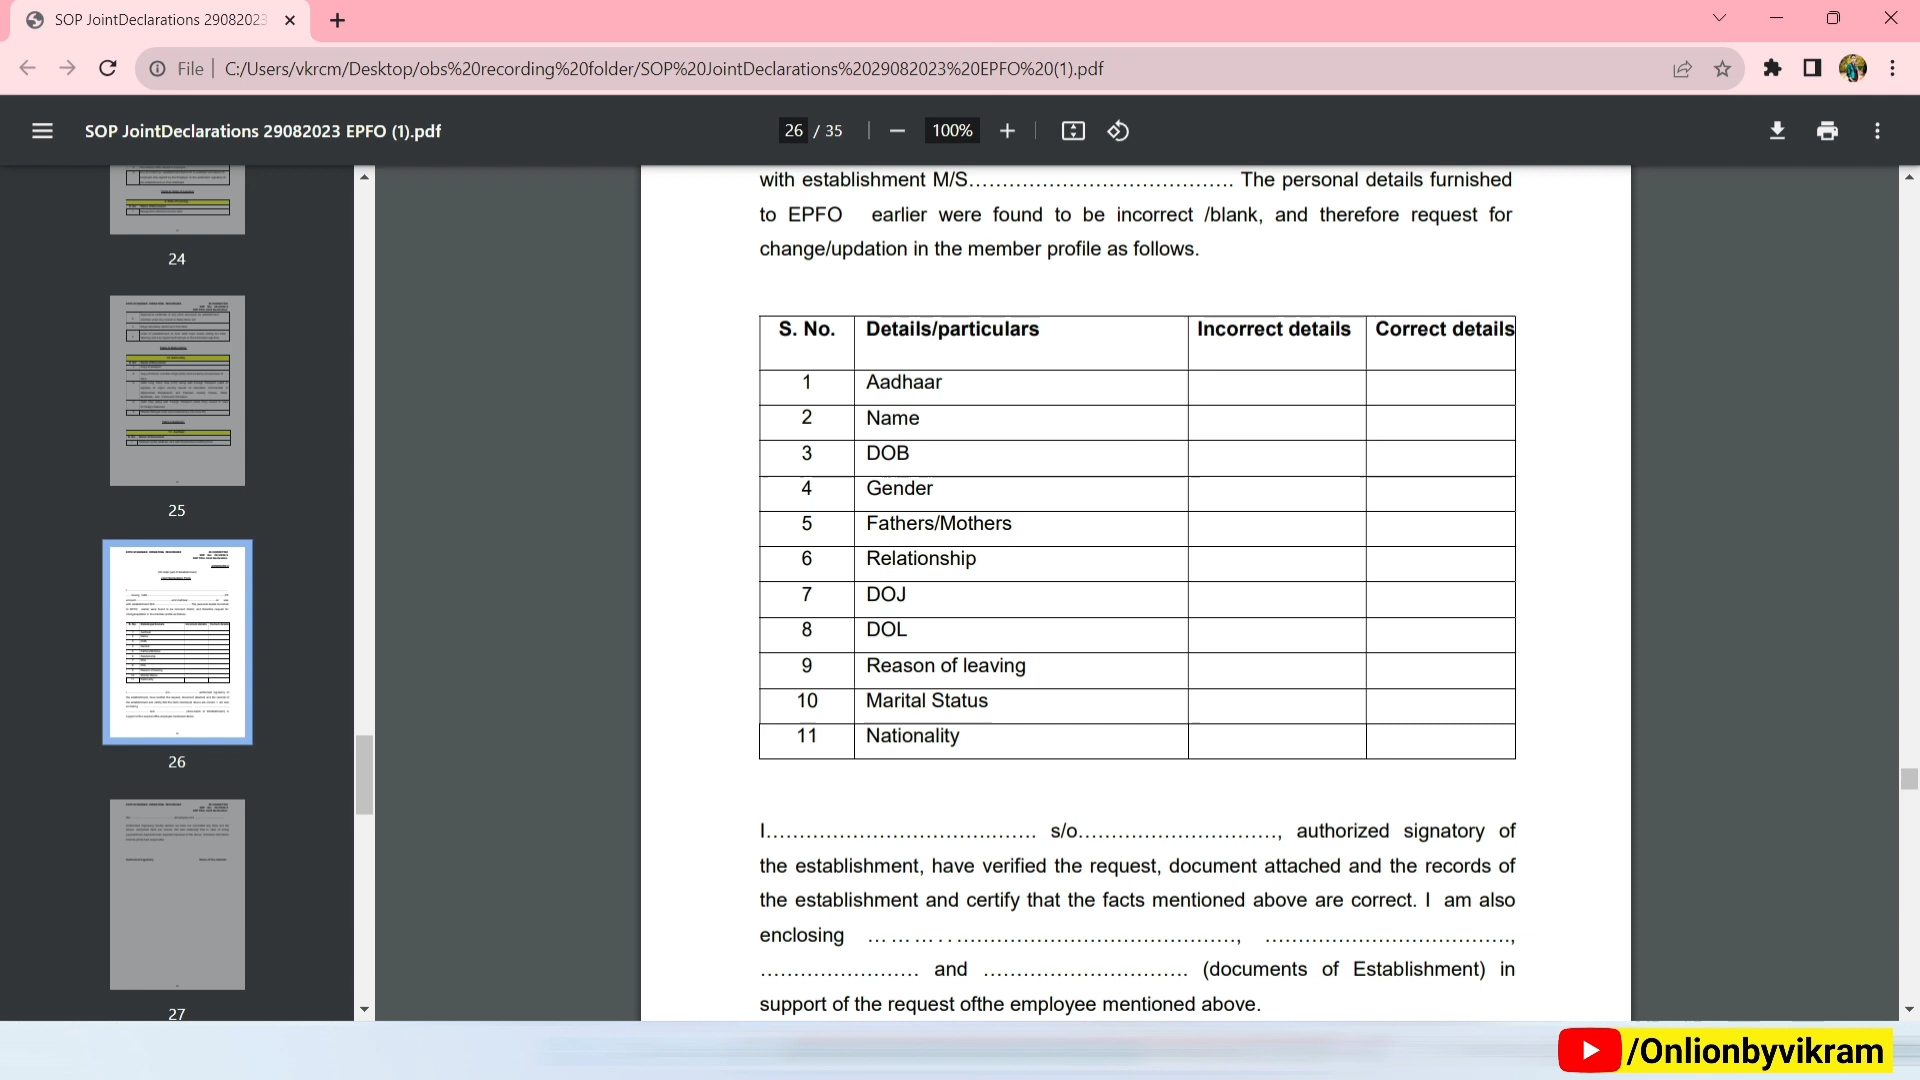 SOP JointDeclarations 29082023
File
C:/Users/vkrcm/Desktop/obs%20recording%20folder/SOP%20JointDeclarations%2029082023%20EPFO%20(1).pdf
SOP JointDeclarations 29082023 EPFO (1).pdf
26 / 35
100%
24
25
26
27
with establishment M/S……………………………….… The personal details furnished
to EPFO earlier were found to be incorrect /blank, and therefore request for
change/updation in the member profile as follows.
S. No. Details/particulars Incorrect details Correct details
1 Aadhaar
2 Name
3 DOB
4 Gender
5 Fathers/Mothers
6 Relationship
7 DOJ
8 DOL
9 Reason of leaving
10 Marital Status
11 Nationality
I………………………………….. s/o…………………………, authorized signatory of
the establishment, have verified the request, document attached and the records of
the establishment and certify that the facts mentioned above are correct. I am also
enclosing ………..……………………………………, ……………………………….,
…………………… and …………………………. (documents of Establishment) in
support of the request ofthe employee mentioned above.
/Onlionbyvikram